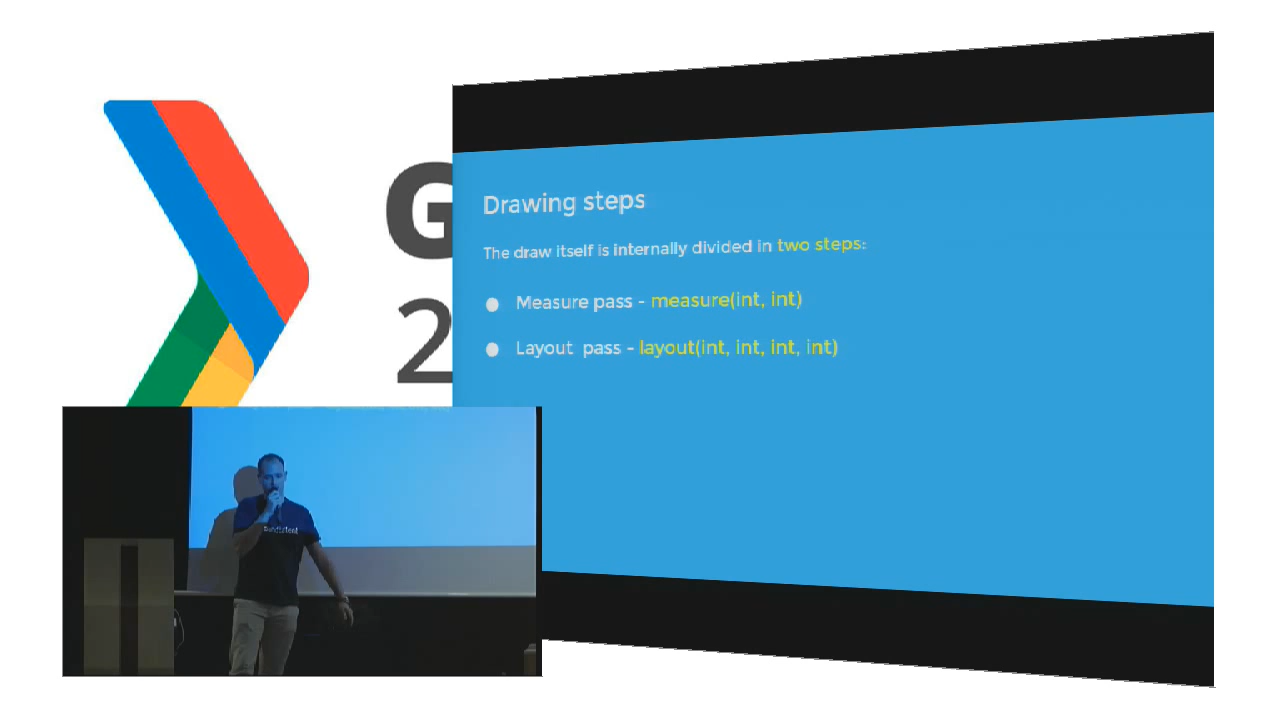 G
2
Drawing steps
The draw itself is internally divided in two steps:
● Measure pass - measure(int, int)
● Layout pass - layout(int, int, int, int)